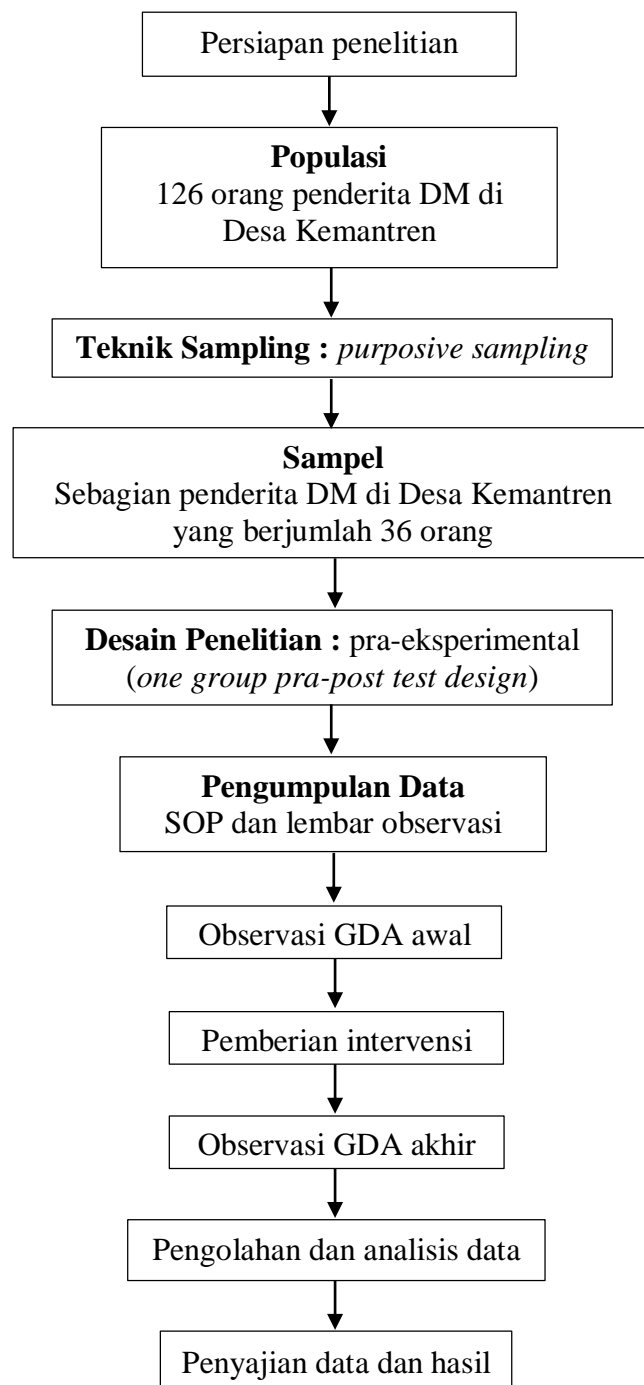 Persiapan penelitian
Populasi
126 orang penderita DM di
Desa Kemantren
Teknik Sampling : purposive sampling
Sampel
Sebagian penderita DM di Desa Kemantren
yang berjumlah 36 orang
Desain Penelitian : pra-eksperimental
(one group pra-post test design)
Pengumpulan Data
SOP dan lembar observasi
Observasi GDA awal
Pemberian intervensi
Observasi GDA akhir
Pengolahan dan analisis data
Penyajian data dan hasil